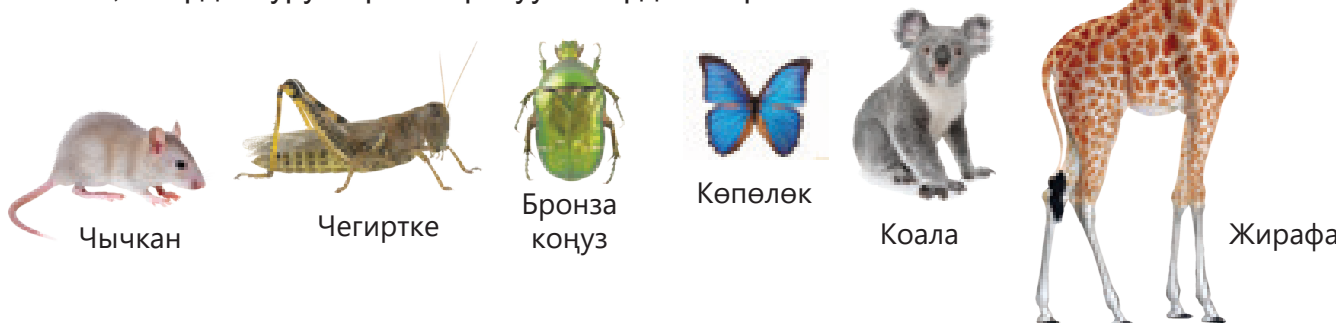 Чычкан
Чегиртке
Бронза
коңуз
Көпөлөк
Коала
Жирафа